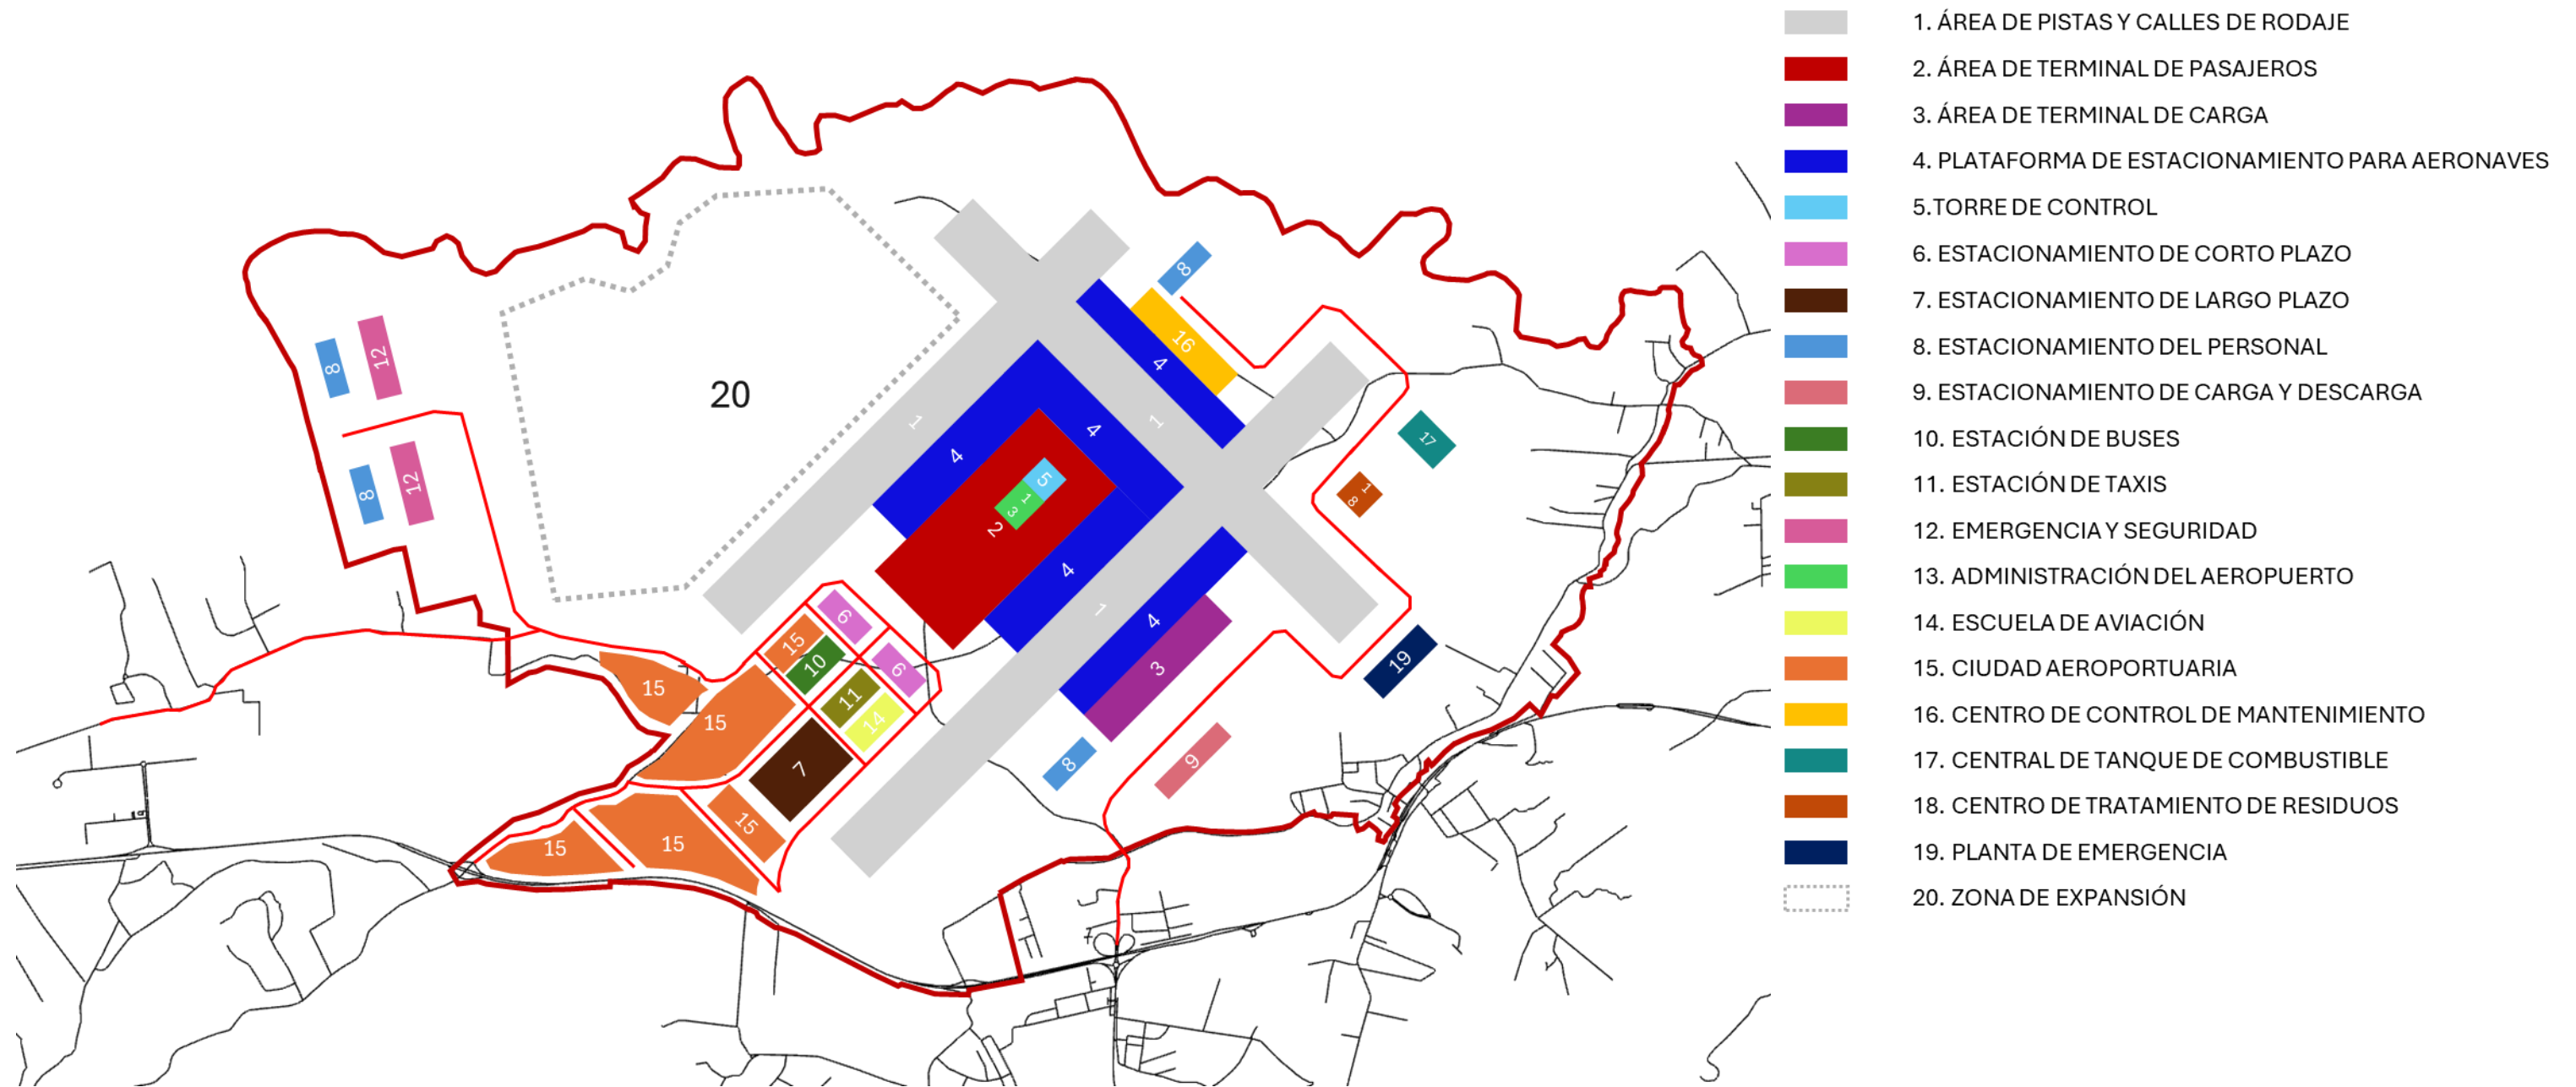 8
16
8
12
4
20
1
4
1
17
4
5
1
8
8
12
1
3
2
4
6
1
4
15
10
6
19
3
15
11
15
14
7
8
9
15
15
15
1. ÁREA DE PISTAS Y CALLES DE RODAJE
2. ÁREA DE TERMINAL DE PASAJEROS
3. ÁREA DE TERMINAL DE CARGA
4. PLATAFORMA DE ESTACIONAMIENTO PARA AERONAVES
5.TORRE DE CONTROL
6. ESTACIONAMIENTO DE CORTO PLAZO
7. ESTACIONAMIENTO DE LARGO PLAZO
8. ESTACIONAMIENTO DEL PERSONAL
9. ESTACIONAMIENTO DE CARGA Y DESCARGA
10. ESTACIÓN DE BUSES
11. ESTACIÓN DE TAXIS
12. EMERGENCIA Y SEGURIDAD
13. ADMINISTRACIÓN DEL AEROPUERTO
14. ESCUELA DE AVIACIÓN
15. CIUDAD AEROPORTUARIA
16. CENTRO DE CONTROL DE MANTENIMIENTO
17. CENTRAL DE TANQUE DE COMBUSTIBLE
18. CENTRO DE TRATAMIENTO DE RESIDUOS
19. PLANTA DE EMERGENCIA
20. ZONA DE EXPANSIÓN